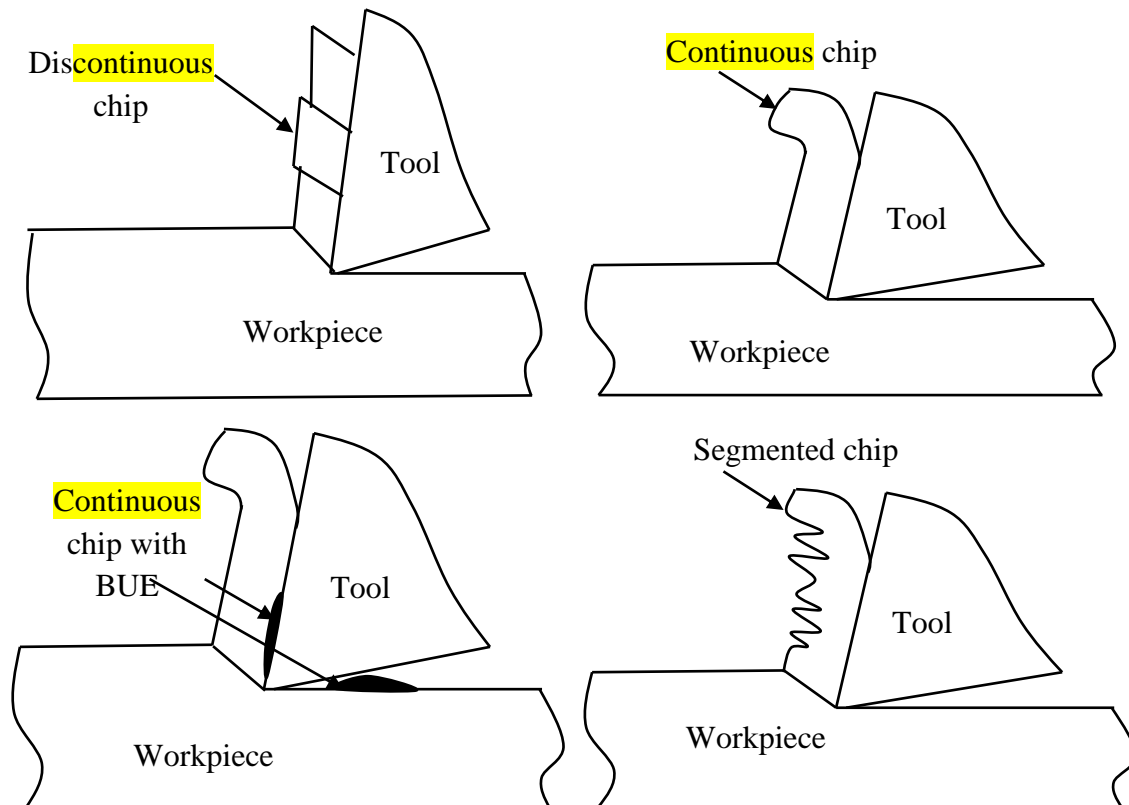 Discontinuous
chip
Tool
Workpiece
Continuous chip
Tool
Workpiece
Continuous
chip with
BUE
Tool
Workpiece
Segmented chip
Tool
Workpiece